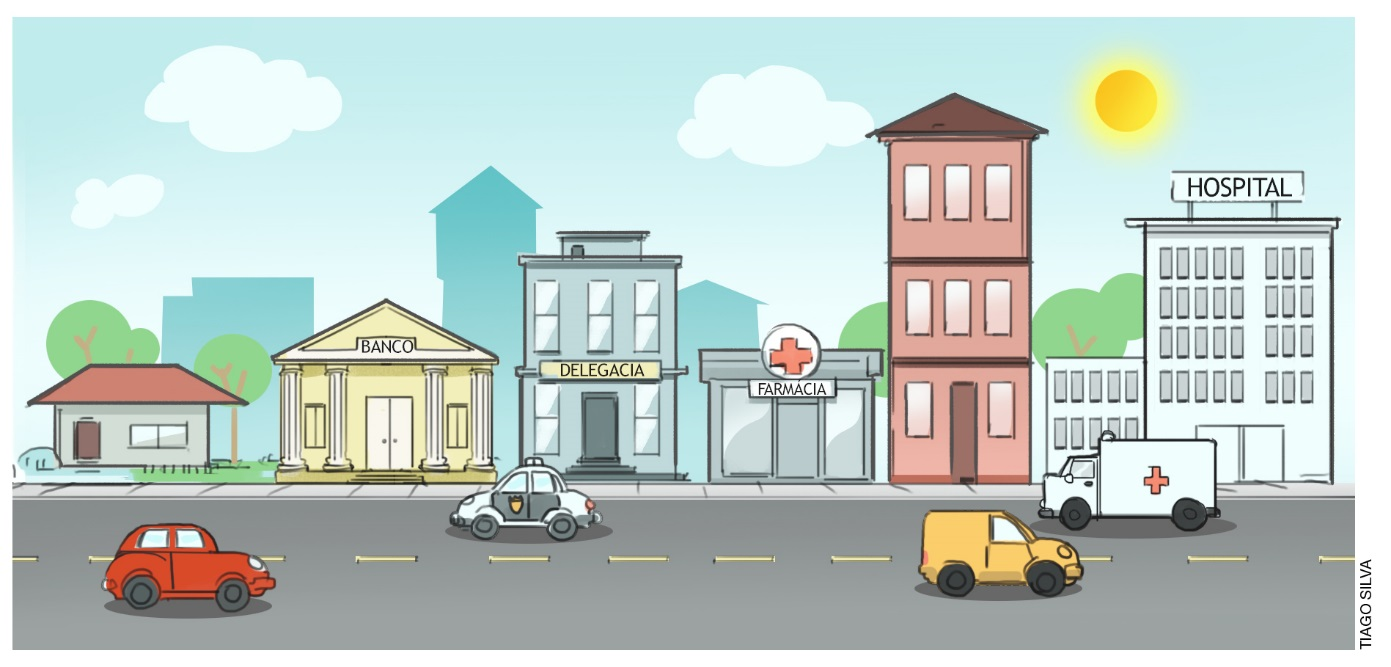 BANCO
DELEGACIA
FARMÁCIA
HOSPITAL
TIAGO SILVA